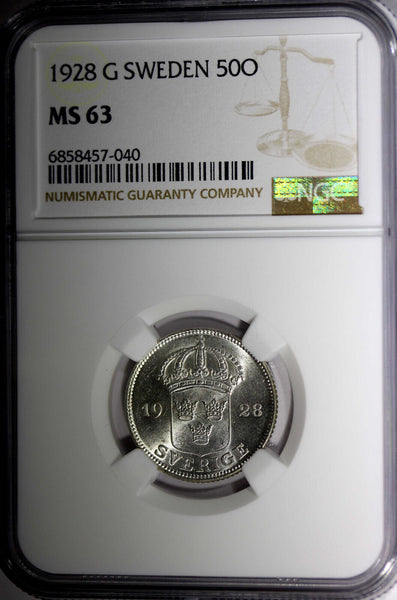 1928 G SWEDEN 50O
MS 63
6858457-040
NUMISMATIC GUARANTY COMPANY
NGC
19 28
SVERIGE